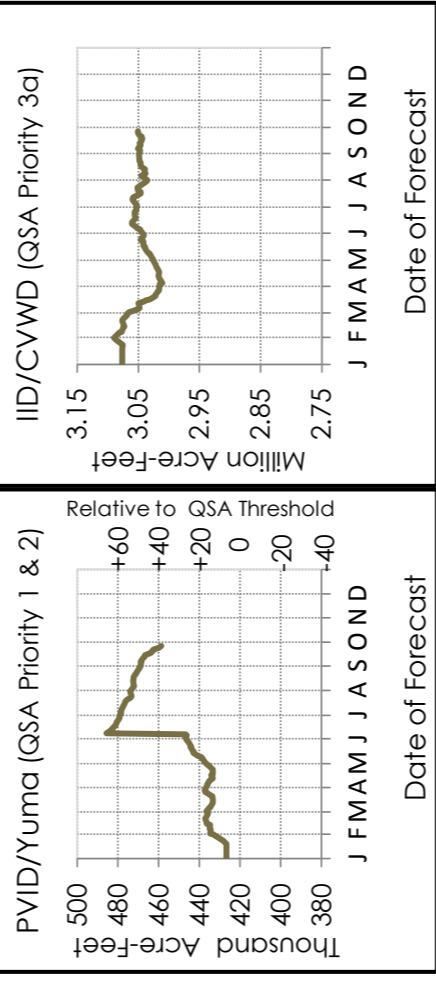 PVID/Yuma (QSA Priority 1 & 2)
Thousand Acre-Feet
500
480
460
440
420
400
380
Relative to QSA Threshold
+60
+40
+20
0
-20
-40
J F M A M J J A S O N D
Date of Forecast
IID/CVWD (QSA Priority 3a)
Million Acre-Feet
3.15
3.05
2.95
2.85
2.75
J F M A M J J A S O N D
Date of Forecast